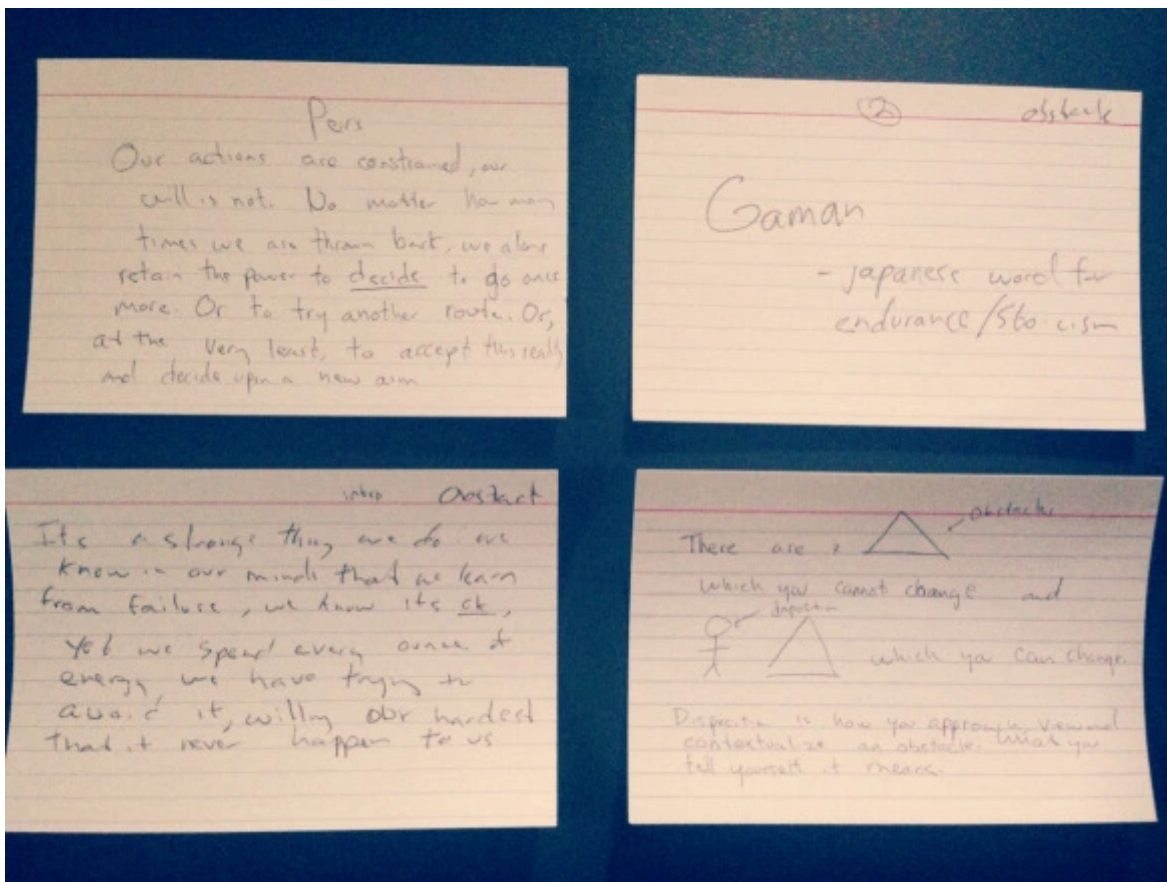 Pers
Our actions are constrained, our
will is not. No matter how many
times we are thrown back, we alone
retain the power to decide to go once
more. Or to try another route. Or,
at the very least, to accept this reality
and decide upon a new aim
2 obstacle
Gaman
- japanese word for
endurance/Stoicism
intro Obstacl
Its a strange thing we do we
know in our minds that we learn
from failure, we know its ok,
yet we spend every ounce of
energy we have trying to
avoid it, willing our hardest
that it never happen to us
obstacles
There are
which you cannot change and
disposition
which you can change.
Disposition is how you approach, view and
contextualize an obstacle. What you
tell yourself it means.